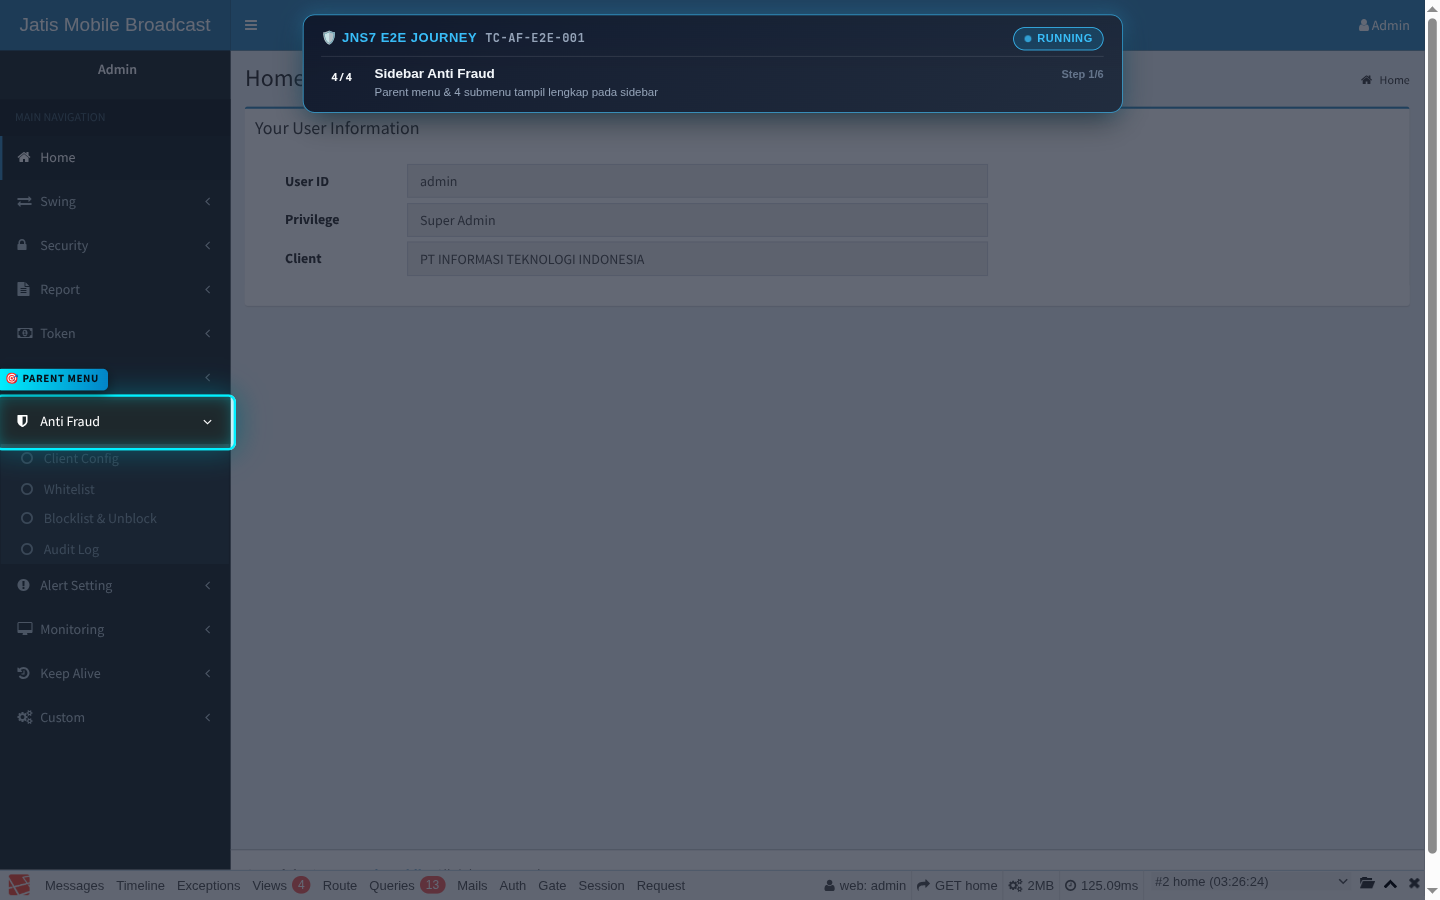 Jatis Mobile Broadcast
Admin
JNS7 E2E JOURNEY TC-AF-E2E-001
RUNNING
4/4
Sidebar Anti Fraud
Step 1/6
Parent menu & 4 submenu tampil lengkap pada sidebar
Admin
Home
Home
MAIN NAVIGATION
Home
Swing
Security
Report
Token
PARENT MENU
Anti Fraud
Client Config
Whitelist
Blocklist & Unblock
Audit Log
Alert Setting
Monitoring
Keep Alive
Custom
Your User Information
User ID
admin
Privilege
Super Admin
Client
PT INFORMASI TEKNOLOGI INDONESIA
Messages Timeline Exceptions Views 4 Route Queries 13 Mails Auth Gate Session Request
web: admin GET home 2MB 125.09ms #2 home (03:26:24)